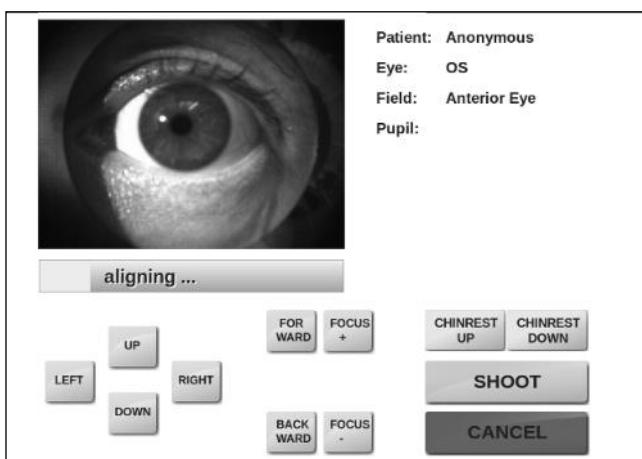 Patient: Anonymous
Eye: OS
Field: Anterior Eye
Pupil:
aligning ...
UP
LEFT
RIGHT
DOWN
FOR
WARD
FOCUS
+
BACK
WARD
FOCUS
-
CHINREST
UP
CHINREST
DOWN
SHOOT
CANCEL